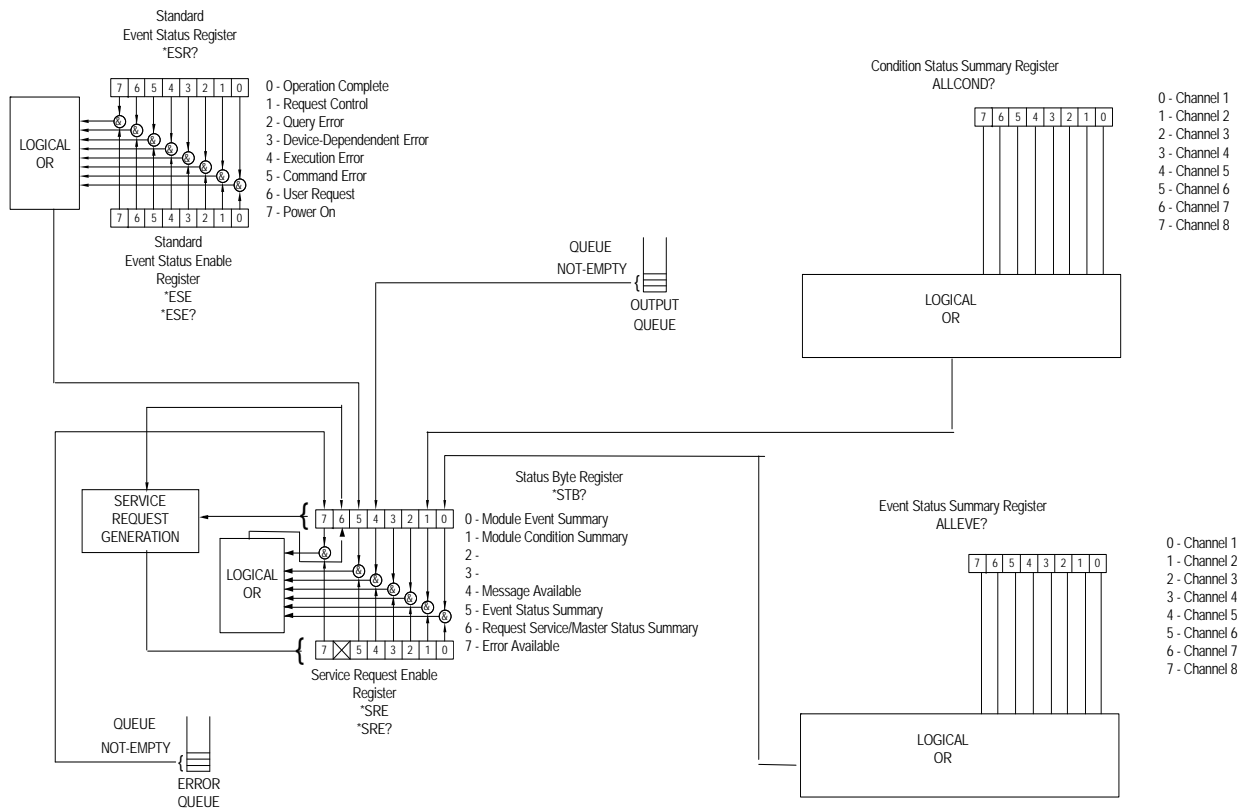 Standard
Event Status Register
*ESR?
7 6 5 4 3 2 1 0
0 - Operation Complete
1 - Request Control
2 - Query Error
3 - Device-Dependendent Error
4 - Execution Error
5 - Command Error
6 - User Request
7 - Power On
LOGICAL
OR
&
&
&
&
&
&
&
&
7 6 5 4 3 2 1 0
Standard
Event Status Enable
Register
*ESE
*ESE?
QUEUE
NOT-EMPTY
{
OUTPUT
QUEUE
Condition Status Summary Register
ALLCOND?
7 6 5 4 3 2 1 0
0 - Channel 1
1 - Channel 2
2 - Channel 3
3 - Channel 4
4 - Channel 5
5 - Channel 6
6 - Channel 7
7 - Channel 8
LOGICAL
OR
SERVICE
REQUEST
GENERATION
Status Byte Register
*STB?
{
7 6 5 4 3 2 1 0
0 - Module Event Summary
1 - Module Condition Summary
2 -
3 -
4 - Message Available
5 - Event Status Summary
6 - Request Service/Master Status Summary
7 - Error Available
LOGICAL
OR
&
&
&
&
&
&
&
{
7 5 4 3 2 1 0
Service Request Enable
Register
*SRE
*SRE?
QUEUE
NOT-EMPTY
{
ERROR
QUEUE
Event Status Summary Register
ALLEVE?
7 6 5 4 3 2 1 0
0 - Channel 1
1 - Channel 2
2 - Channel 3
3 - Channel 4
4 - Channel 5
5 - Channel 6
6 - Channel 7
7 - Channel 8
LOGICAL
OR